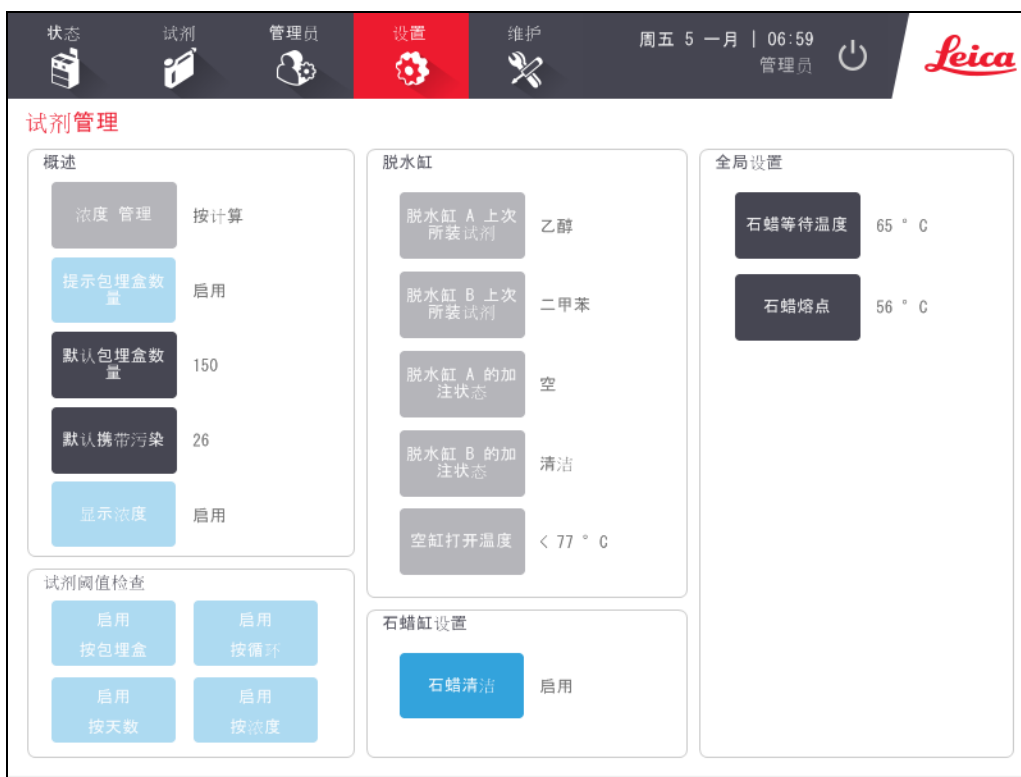 状态
试剂
管理员
设置
维护
周五 5 一月 | 06:59
管理员
Leica
试剂管理
概述
浓度 管理
按计算
提示包埋盒数
量
启用
默认包埋盒数
量
150
默认携带污染
26
显示浓度
启用
试剂阈值检查
启用
按包埋盒
启用
按循环
启用
按天数
启用
按浓度
脱水缸
脱水缸 A 上次
所装试剂
乙醇
脱水缸 B 上次
所装试剂
二甲苯
脱水缸 A 的加
注状态
空
脱水缸 B 的加
注状态
清洁
空缸打开温度
< 77 ° C
石蜡缸设置
石蜡清洁
启用
全局设置
石蜡等待温度
65 ° C
石蜡熔点
56 ° C